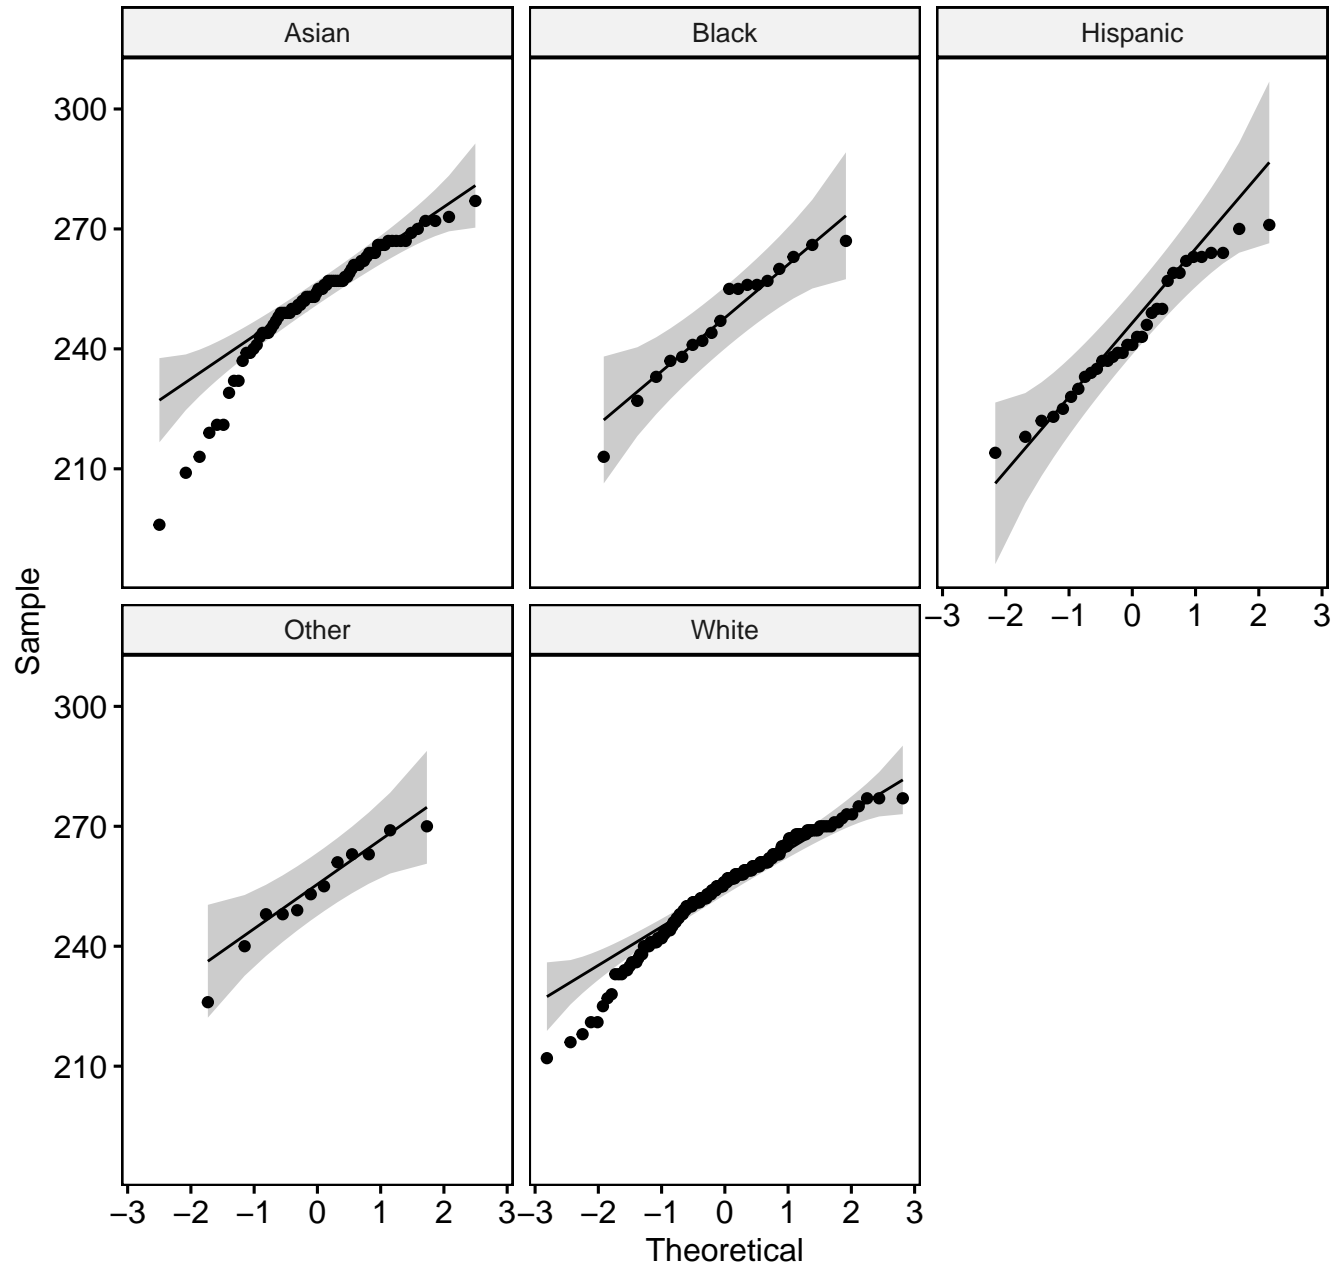 Asian Black Hispanic
300
270
240
210
−3 −2 −1 0 1 2 3
Other White
300
270
240
210
−3 −2 −1 0 1 2 3 −3 −2 −1 0 1 2 3
Theoretical
Sample